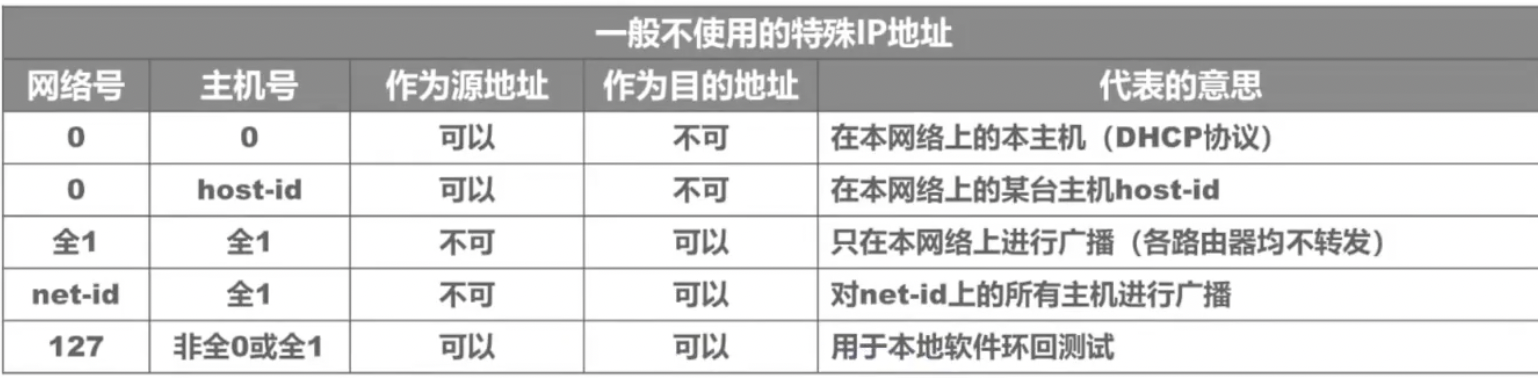 一般不使用的特殊IP地址
网络号 主机号 作为源地址 作为目的地址 代表的意思
0 0 可以 不可 在本网络上的本主机（DHCP协议）
0 host-id 可以 不可 在本网络上的某台主机host-id
全1 全1 不可 可以 只在本网络上进行广播（各路由器均不转发）
net-id 全1 不可 可以 对net-id上的所有主机进行广播
127 非全0或全1 可以 可以 用于本地软件环回测试